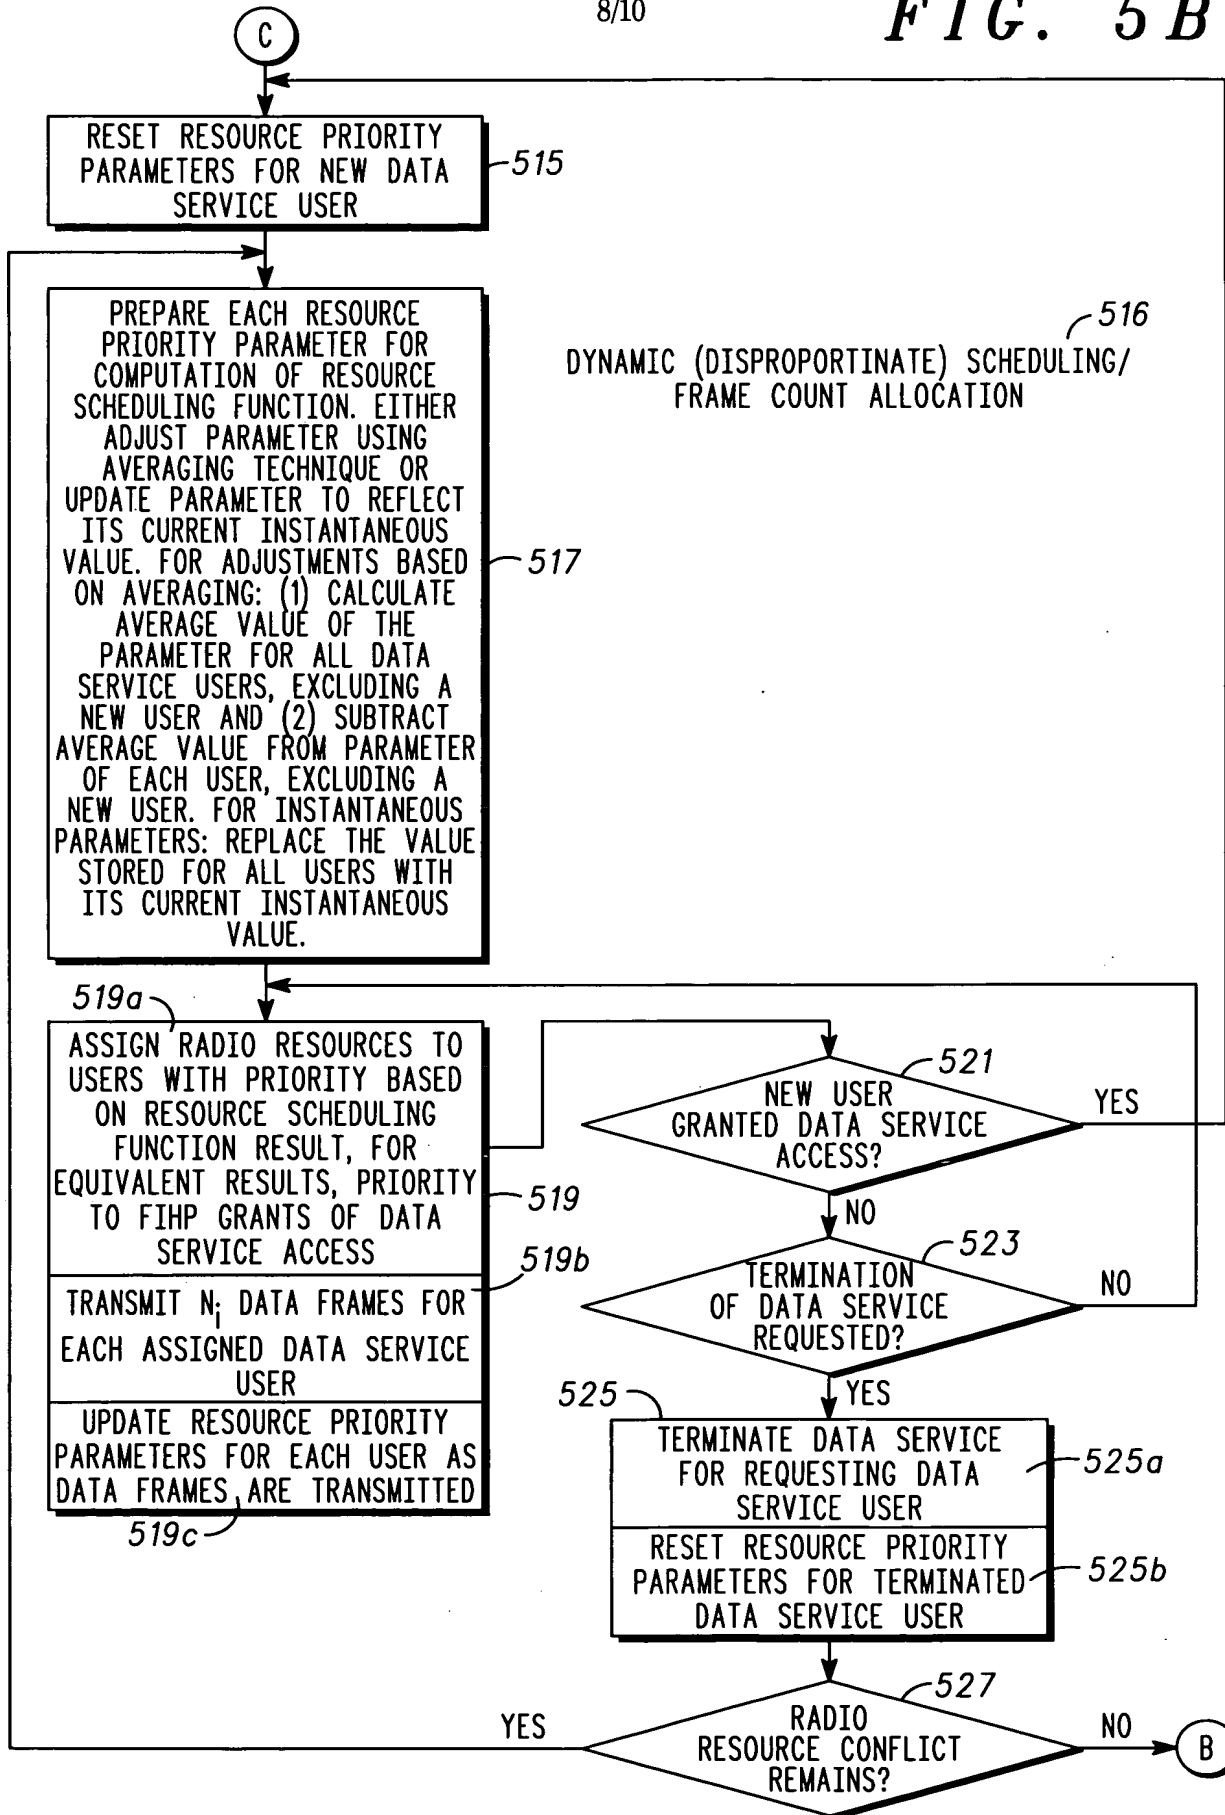 8/10
FIG. 5B
C
RESET RESOURCE PRIORITY
PARAMETERS FOR NEW DATA
SERVICE USER
515
PREPARE EACH RESOURCE
PRIORITY PARAMETER FOR
COMPUTATION OF RESOURCE
SCHEDULING FUNCTION. EITHER
ADJUST PARAMETER USING
AVERAGING TECHNIQUE OR
UPDATE PARAMETER TO REFLECT
ITS CURRENT INSTANTANEOUS
VALUE. FOR ADJUSTMENTS BASED
ON AVERAGING: (1) CALCULATE
AVERAGE VALUE OF THE
PARAMETER FOR ALL DATA
SERVICE USERS, EXCLUDING A
NEW USER AND (2) SUBTRACT
AVERAGE VALUE FROM PARAMETER
OF EACH USER, EXCLUDING A
NEW USER. FOR INSTANTANEOUS
PARAMETERS: REPLACE THE VALUE
STORED FOR ALL USERS WITH
ITS CURRENT INSTANTANEOUS
VALUE.
517
516
DYNAMIC (DISPROPORTINATE) SCHEDULING/
FRAME COUNT ALLOCATION
519a
ASSIGN RADIO RESOURCES TO
USERS WITH PRIORITY BASED
ON RESOURCE SCHEDULING
FUNCTION RESULT, FOR
EQUIVALENT RESULTS, PRIORITY
TO FIHP GRANTS OF DATA
SERVICE ACCESS
519
519b
TRANSMIT Ni DATA FRAMES FOR
EACH ASSIGNED DATA SERVICE
USER
UPDATE RESOURCE PRIORITY
PARAMETERS FOR EACH USER AS
DATA FRAMES ARE TRANSMITTED
519c
521
NEW USER
GRANTED DATA SERVICE
ACCESS?
YES
NO
523
TERMINATION
OF DATA SERVICE
REQUESTED?
NO
YES
525
TERMINATE DATA SERVICE
FOR REQUESTING DATA
SERVICE USER
525a
RESET RESOURCE PRIORITY
PARAMETERS FOR TERMINATED
DATA SERVICE USER
525b
527
RADIO
RESOURCE CONFLICT
REMAINS?
YES
NO
B